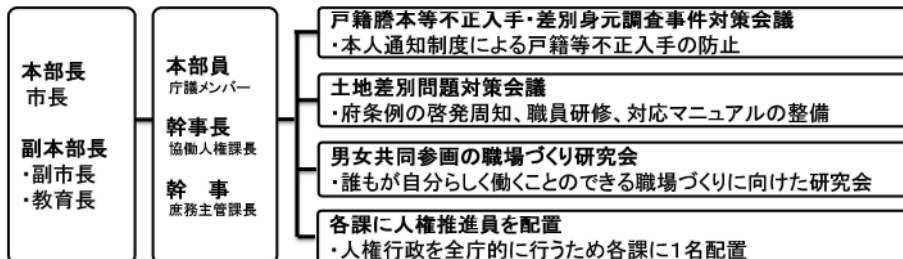 本部長
市長
副本部長
・副市長
・教育長
本部員
庁議メンバー
幹事長
協働人権課長
幹　事
庶務主管課長
戸籍謄本等不正入手・差別身元調査事件対策会議
・本人通知制度による戸籍等不正入手の防止
土地差別問題対策会議
・府条例の啓発周知、職員研修、対応マニュアルの整備
男女共同参画の職場づくり研究会
・誰もが自分らしく働くことのできる職場づくりに向けた研究会
各課に人権推進員を配置
・人権行政を全庁的に行うため各課に1名配置